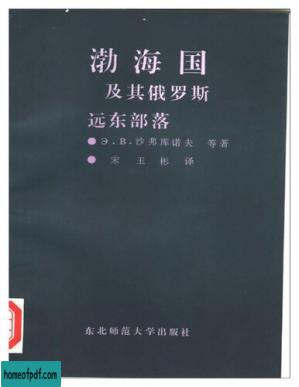 渤海国
及其俄罗斯
远东部落
●Э.В.沙弗库诺夫 等著
●宋玉彬 译
东北师范大学出版社
homeofpdf.com